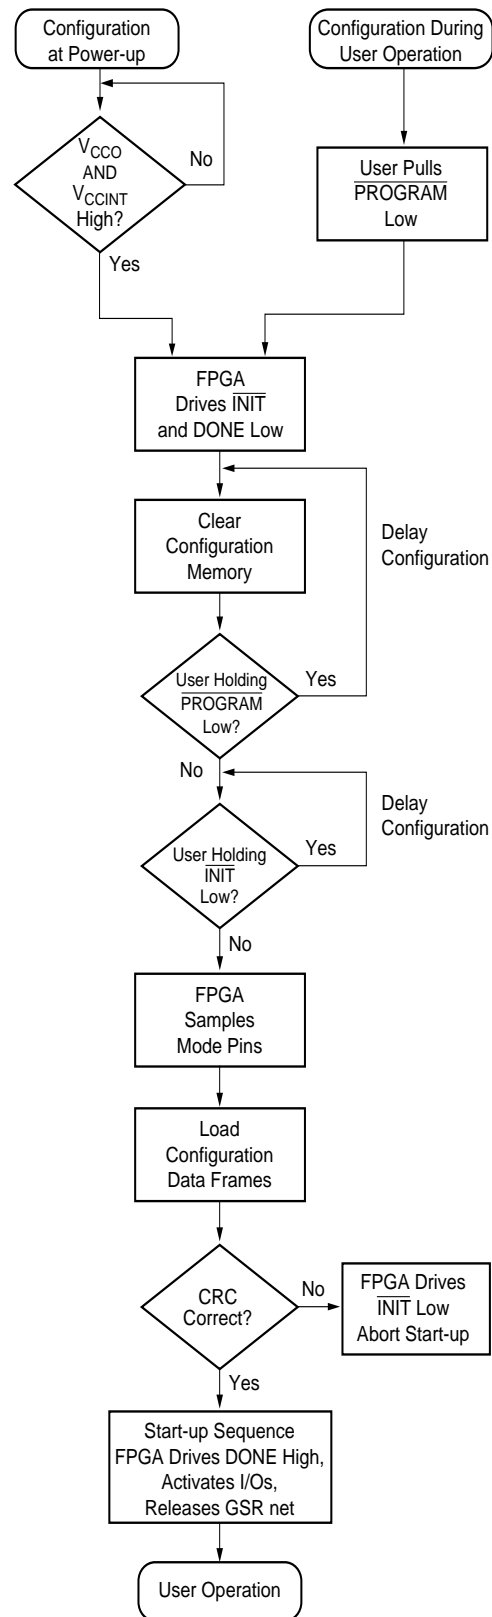 Configuration
at Power-up
Configuration During
User Operation
VCCO
AND
VCCINT
High?
No
Yes
User Pulls
PROGRAM
Low
FPGA
Drives INIT
and DONE Low
Clear
Configuration
Memory
Delay
Configuration
User Holding
PROGRAM
Low?
Yes
No
Delay
Configuration
User Holding
INIT
Low?
Yes
No
FPGA
Samples
Mode Pins
Load
Configuration
Data Frames
CRC
Correct?
No
FPGA Drives
INIT Low
Abort Start-up
Yes
Start-up Sequence
FPGA Drives DONE High,
Activates I/Os,
Releases GSR net
User Operation